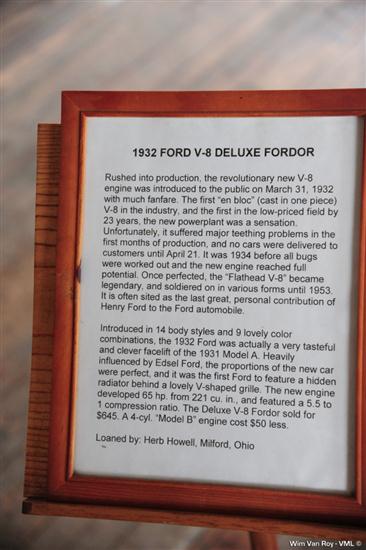 1932 FORD V-8 DELUXE FORDOR
Rushed into production, the revolutionary new V-8
engine was introduced to the public on March 31, 1932
with much fanfare. The first "en bloc" (cast in one piece)
V-8 in the industry, and the first in the low-priced field by
23 years, the new powerplant was a sensation.
Unfortunately, it suffered major teething problems in the
first months of production, and no cars were delivered to
customers until April 21. It was 1934 before all bugs
were worked out and the new engine reached full
potential. Once perfected, the "Flathead V-8" became
legendary, and soldiered on in various forms until 1953.
It is often sited as the last great, personal contribution of
Henry Ford to the Ford automobile.
Introduced in 14 body styles and 9 lovely color
combinations, the 1932 Ford was actually a very tasteful
and clever facelift of the 1931 Model A. Heavily
influenced by Edsel Ford, the proportions of the new car
were perfect, and it was the first Ford to feature a hidden
radiator behind a lovely V-shaped grille. The new engine
developed 65 hp. from 221 cu. in., and featured a 5.5 to
1 compression ratio. The Deluxe V-8 Fordor sold for
$645. A 4-cyl. "Model B" engine cost $50 less.
Loaned by: Herb Howell, Milford, Ohio
Wim Van Roy - VML ©